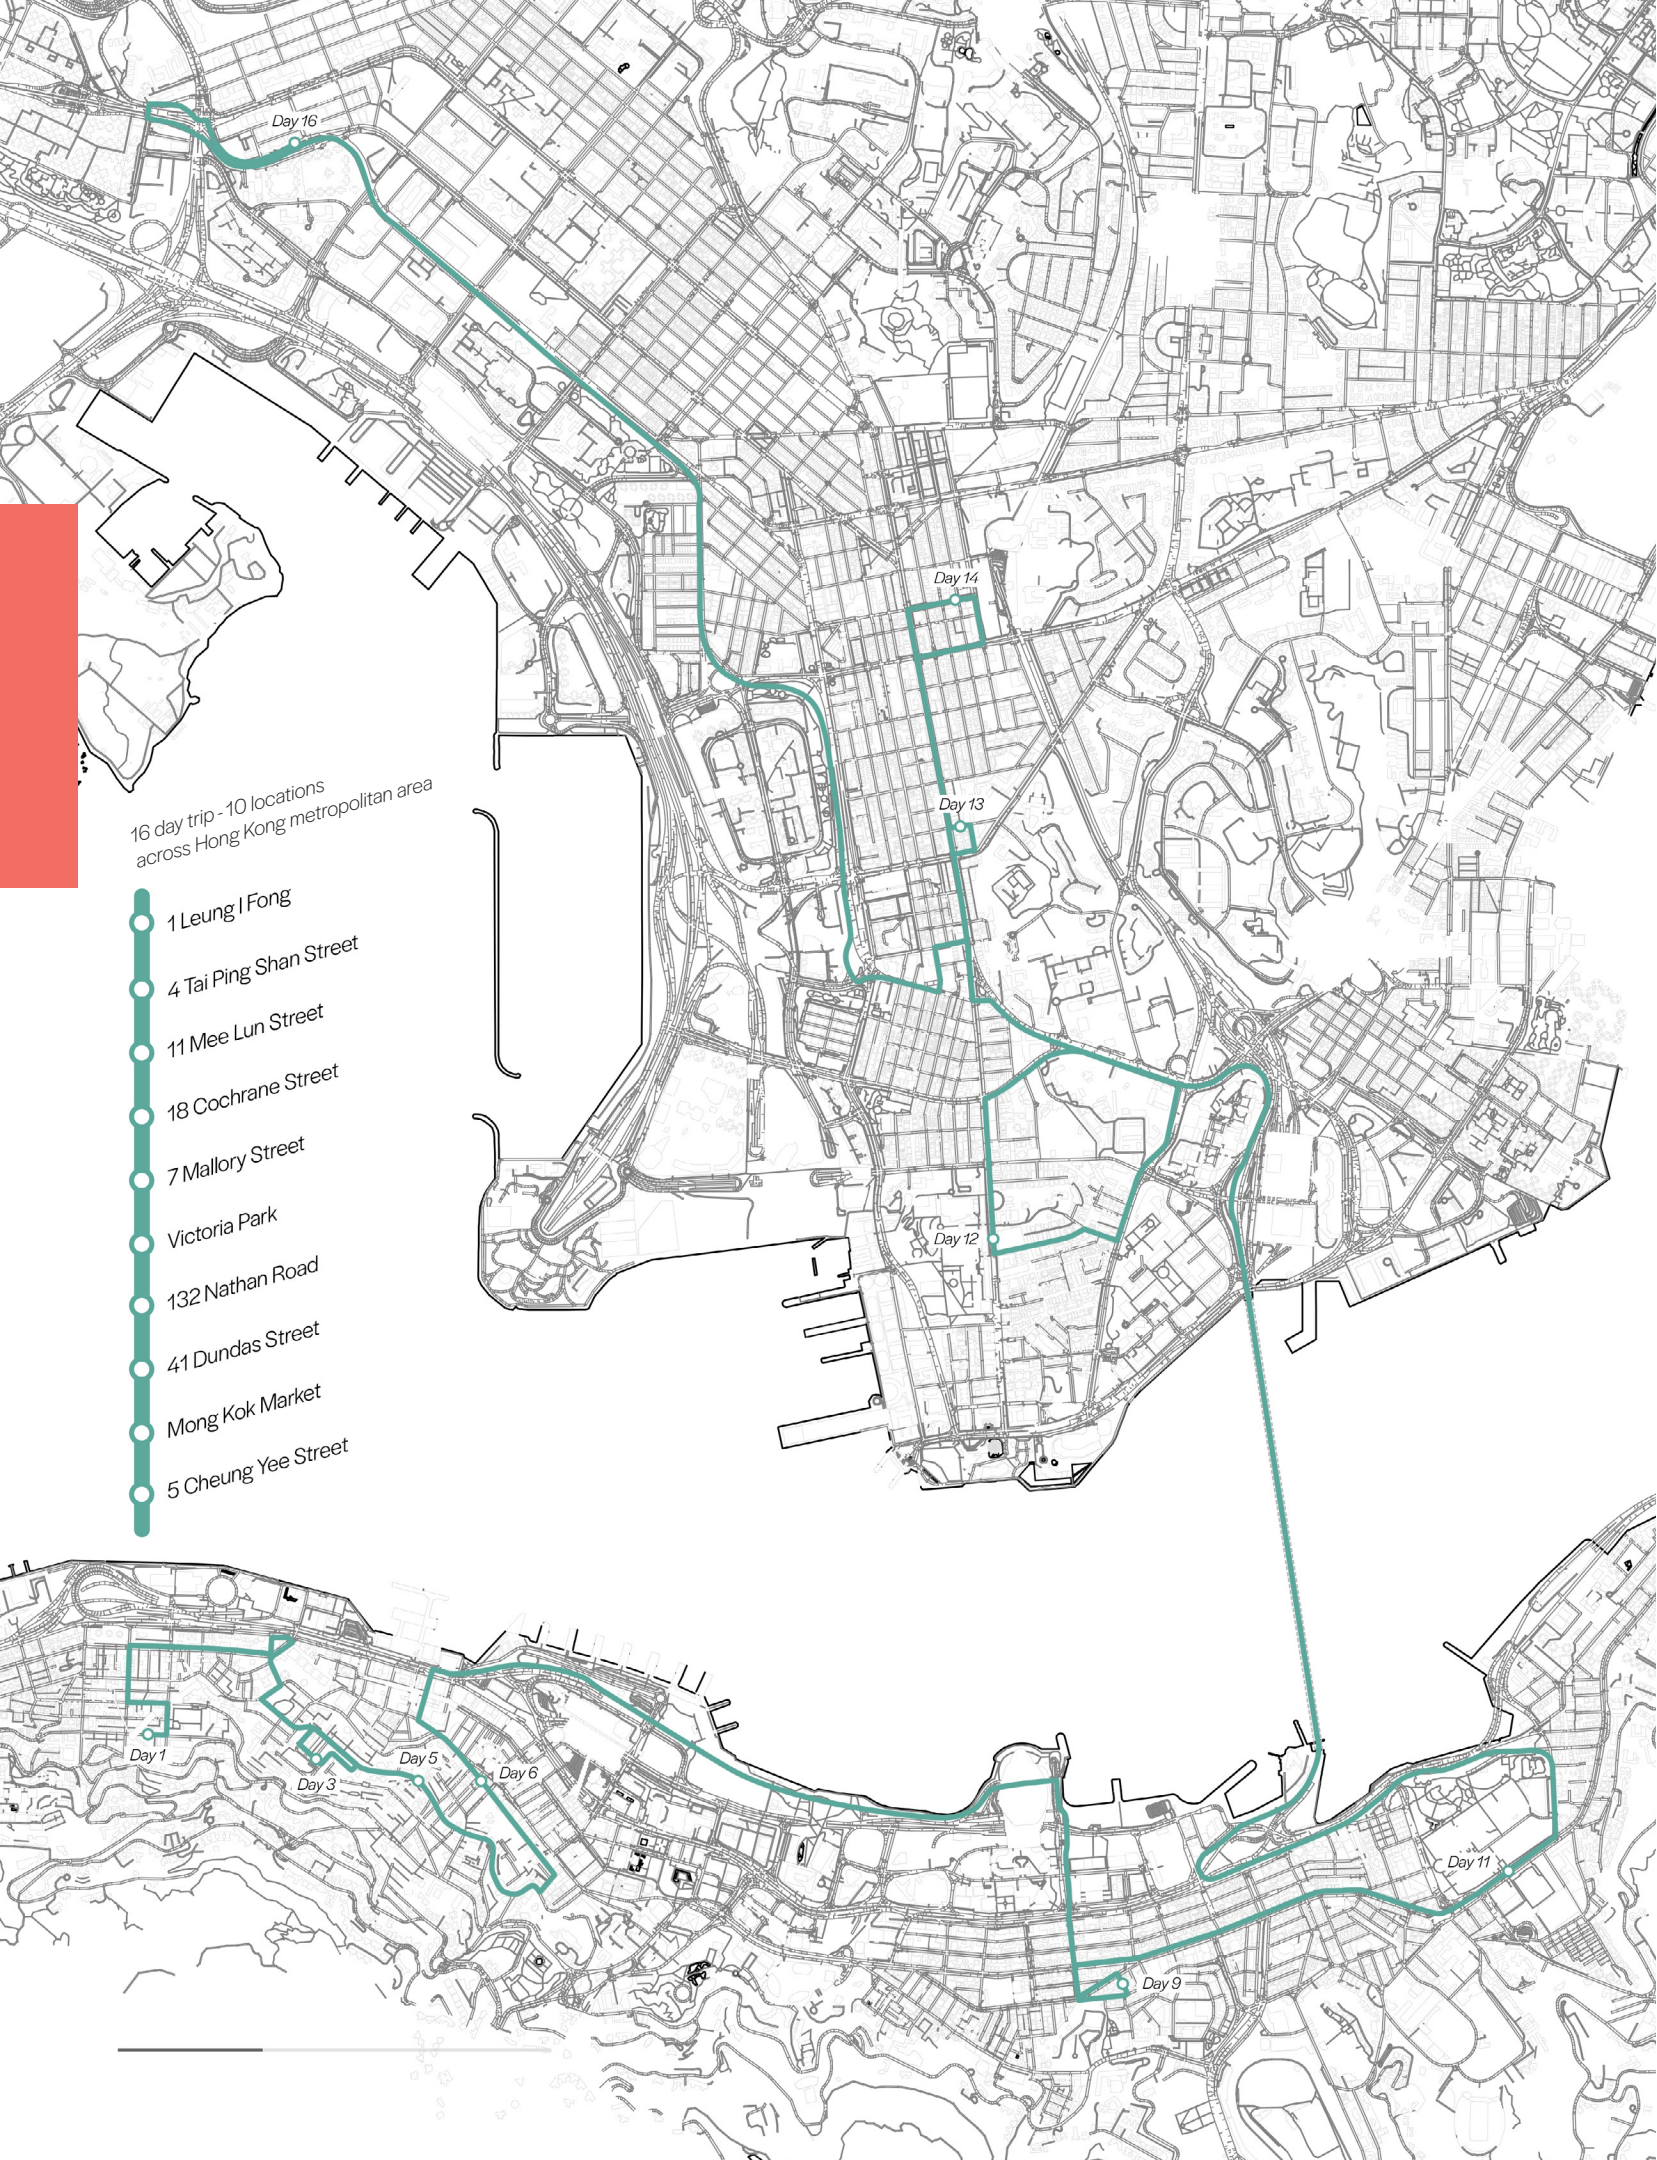 Day 16
Day 14
16 day trip - 10 locations
across Hong Kong metropolitan area
Day 13
1 Leung I Fong
4 Tai Ping Shan Street
11 Mee Lun Street
18 Cochrane Street
7 Mallory Street
Victoria Park
132 Nathan Road
41 Dundas Street
Mong Kok Market
5 Cheung Yee Street
Day 12
Day 1
Day 3
Day 5
Day 6
Day 11
Day 9